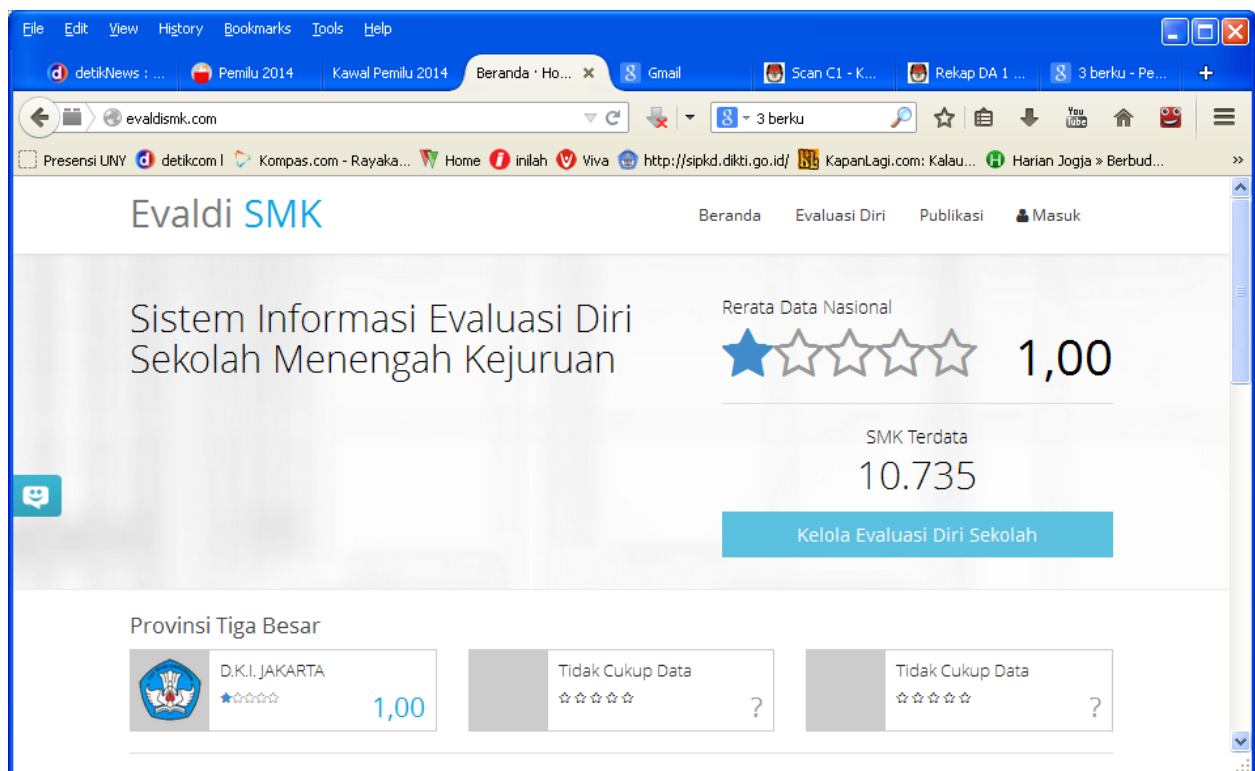 File Edit View History Bookmarks Tools Help
detikNews : ... Pemilu 2014 Kawal Pemilu 2014 Beranda · Ho... Gmail Scan C1 - K... Rekap DA 1 ... 3 berku - Pe...
evaldismk.com 3 berku
Presensi UNY detikcom l Kompas.com - Rayaka... Home inilah Viva http://sipkd.dikti.go.id/ KapanLagi.com: Kalau... Harian Jogja » Berbud... »
Evaldi SMK Beranda Evaluasi Diri Publikasi Masuk
Sistem Informasi Evaluasi Diri
Sekolah Menengah Kejuruan
Rerata Data Nasional
1,00
SMK Terdata
10.735
Kelola Evaluasi Diri Sekolah
Provinsi Tiga Besar
D.K.I. JAKARTA
1,00
Tidak Cukup Data
?
Tidak Cukup Data
?